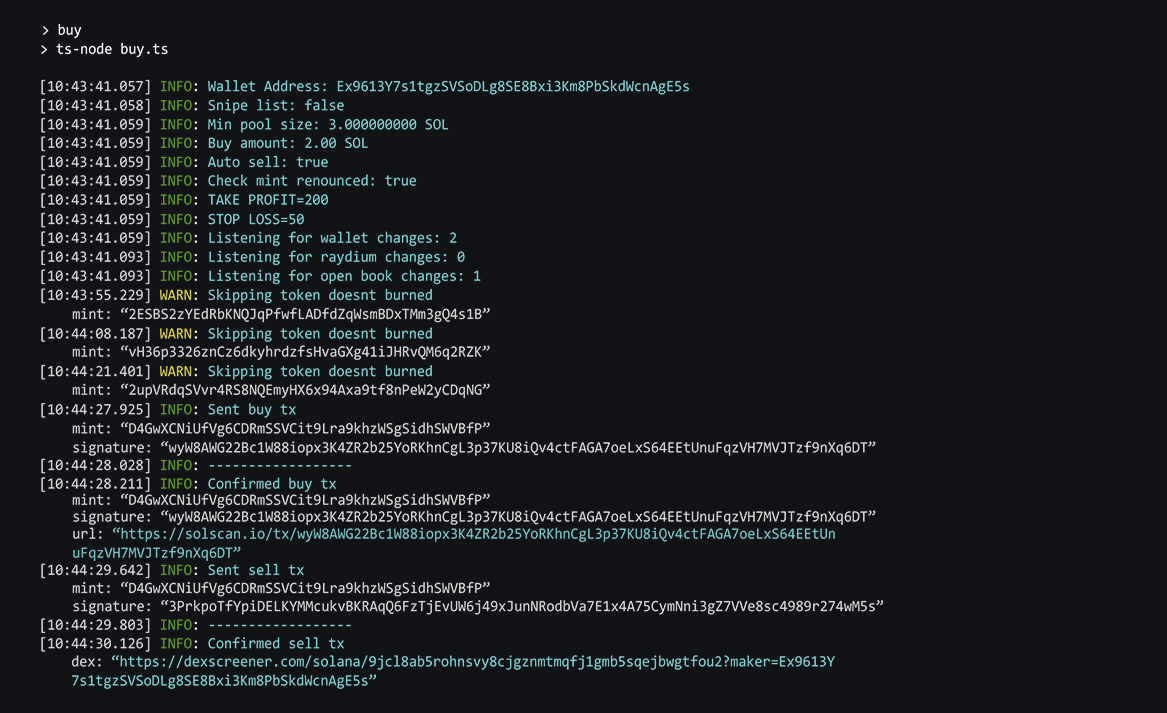 > buy
> ts-node buy.ts
[10:43:41.057] INFO: Wallet Address: Ex9613Y7s1tgzSVSoDLg8SE8Bxi3Km8PbSkdWcnAgE5s
[10:43:41.058] INFO: Snipe list: false
[10:43:41.059] INFO: Min pool size: 3.000000000 SOL
[10:43:41.059] INFO: Buy amount: 2.00 SOL
[10:43:41.059] INFO: Auto sell: true
[10:43:41.059] INFO: Check mint renounced: true
[10:43:41.059] INFO: TAKE PROFIT=200
[10:43:41.059] INFO: STOP LOSS=50
[10:43:41.059] INFO: Listening for wallet changes: 2
[10:43:41.093] INFO: Listening for raydium changes: 0
[10:43:41.093] INFO: Listening for open book changes: 1
[10:43:55.229] WARN: Skipping token doesnt burned
mint: “2ESBS2zYEdRbKNQJqPfwfLADfdZqWsmBDxTMm3gQ4s1B”
[10:44:08.187] WARN: Skipping token doesnt burned
mint: “vH36p3326znCz6dkyhrdzfsHvaGXg41iJHRvQM6q2RZK”
[10:44:21.401] WARN: Skipping token doesnt burned
mint: “2upVRdqSVvr4RS8NQEmyHX6x94Axa9tf8nPeW2yCDqNG”
[10:44:27.925] INFO: Sent buy tx
mint: “D4GwXCNiUfVg6CDRmSSVCit9Lra9khzWSgSidhSWVBfP”
signature: “wyW8AWG22Bc1W88iopx3K4ZR2b25YoRKhnCgL3p37KU8iQv4ctFAGA7oeLxS64EEtUnuFqzVH7MVJTzf9nXq6DT”
[10:44:28.028] INFO: ------------------
[10:44:28.211] INFO: Confirmed buy tx
mint: “D4GwXCNiUfVg6CDRmSSVCit9Lra9khzWSgSidhSWVBfP”
signature: “wyW8AWG22Bc1W88iopx3K4ZR2b25YoRKhnCgL3p37KU8iQv4ctFAGA7oeLxS64EEtUnuFqzVH7MVJTzf9nXq6DT”
url: “https://solscan.io/tx/wyW8AWG22Bc1W88iopx3K4ZR2b25YoRKhnCgL3p37KU8iQv4ctFAGA7oeLxS64EEtUn
uFqzVH7MVJTzf9nXq6DT”
[10:44:29.642] INFO: Sent sell tx
mint: “D4GwXCNiUfVg6CDRmSSVCit9Lra9khzWSgSidhSWVBfP”
signature: “3PrkpoTfYpiDELKYMMcukvBKRAqQ6FzTjEvUW6j49xJunNRodbVa7E1x4A75CymNni3gZ7VVe8sc4989r274wM5s”
[10:44:29.803] INFO: ------------------
[10:44:30.126] INFO: Confirmed sell tx
dex: “https://dexscreener.com/solana/9jcl8ab5rohnsvy8cjgznmtmqfj1gmb5sqejbwgtfou2?maker=Ex9613Y
7s1tgzSVSoDLg8SE8Bxi3Km8PbSkdWcnAgE5s”